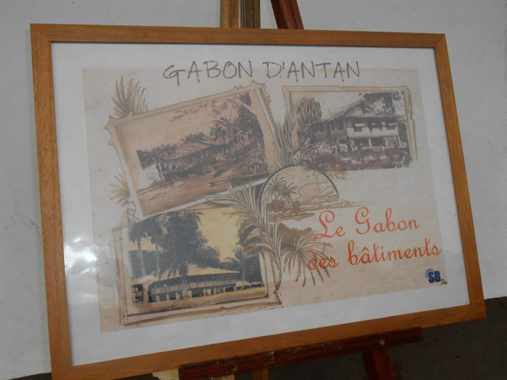 GABON D'ANTAN
Le Gabon
des bâtiments